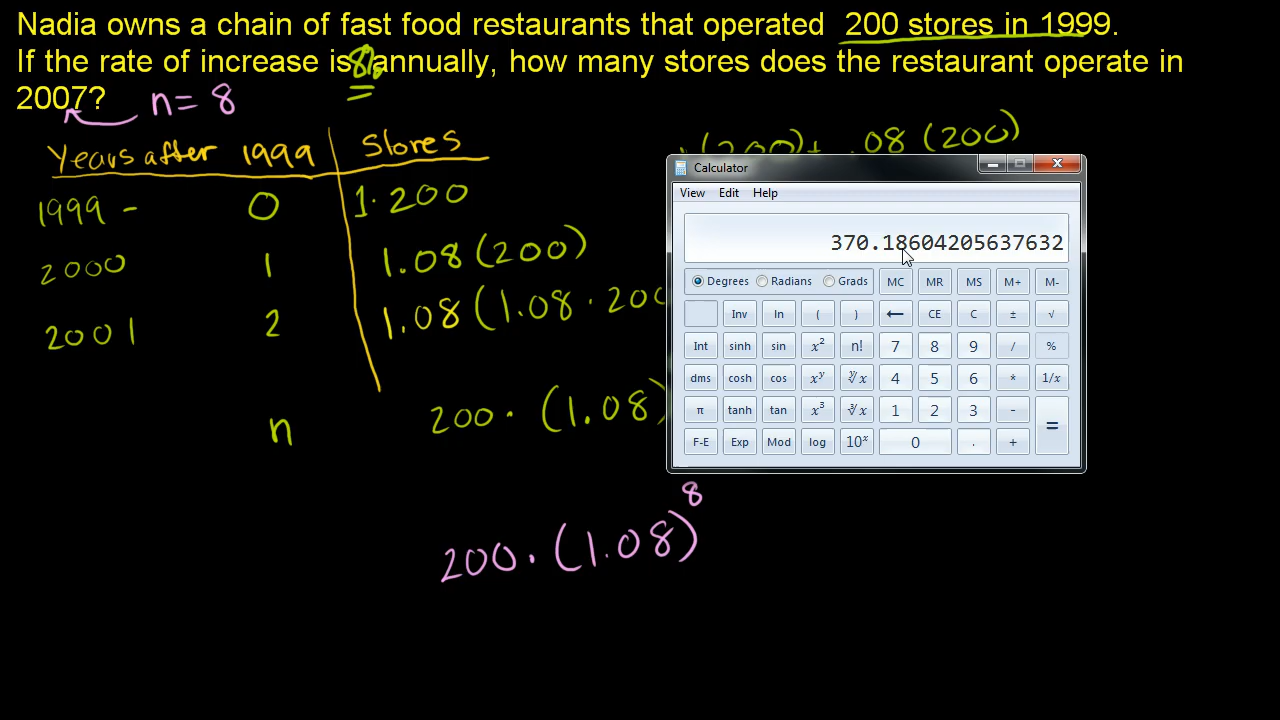 Nadia owns a chain of fast food restaurants that operated 200 stores in 1999.
If the rate of increase is 8% annually, how many stores does the restaurant operate in
2007? n = 8
Years after 1999 Stores
(200) + .08 (200)
1999 - 0 1·200
2000 1 1.08(200)
2001 2 1.08(1.08·200
n 200·(1.08)
200·(1.08)^8
Calculator
View Edit Help
370.18604205637632
Degrees Radians Grads MC MR MS M+ M-
Inv ln ( ) ← CE C ± √
Int sinh sin x² n! 7 8 9 / %
dms cosh cos x^y ʸ√x 4 5 6 * 1/x
π tanh tan x³ ³√x 1 2 3 - =
F-E Exp Mod log 10ˣ 0 . +